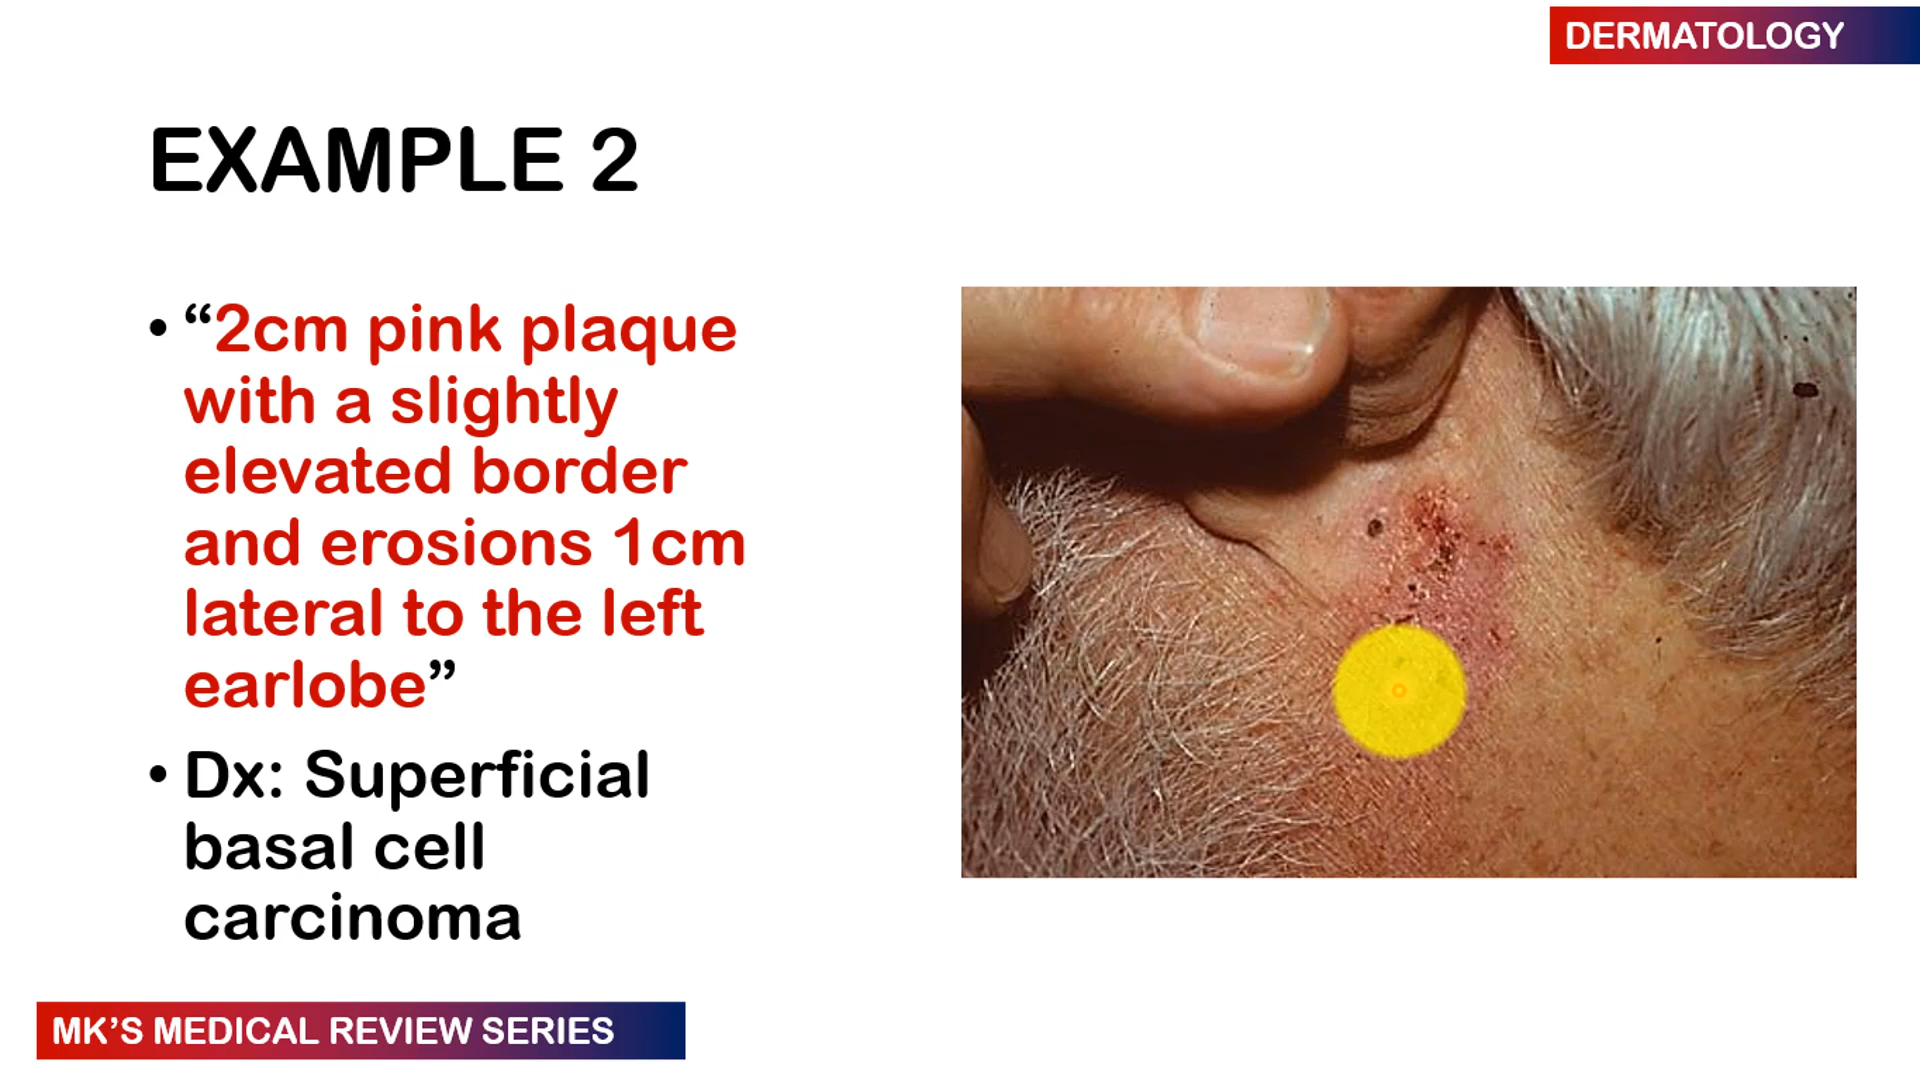 DERMATOLOGY
EXAMPLE 2
• “2cm pink plaque
with a slightly
elevated border
and erosions 1cm
lateral to the left
earlobe”
• Dx: Superficial
basal cell
carcinoma
MK’S MEDICAL REVIEW SERIES